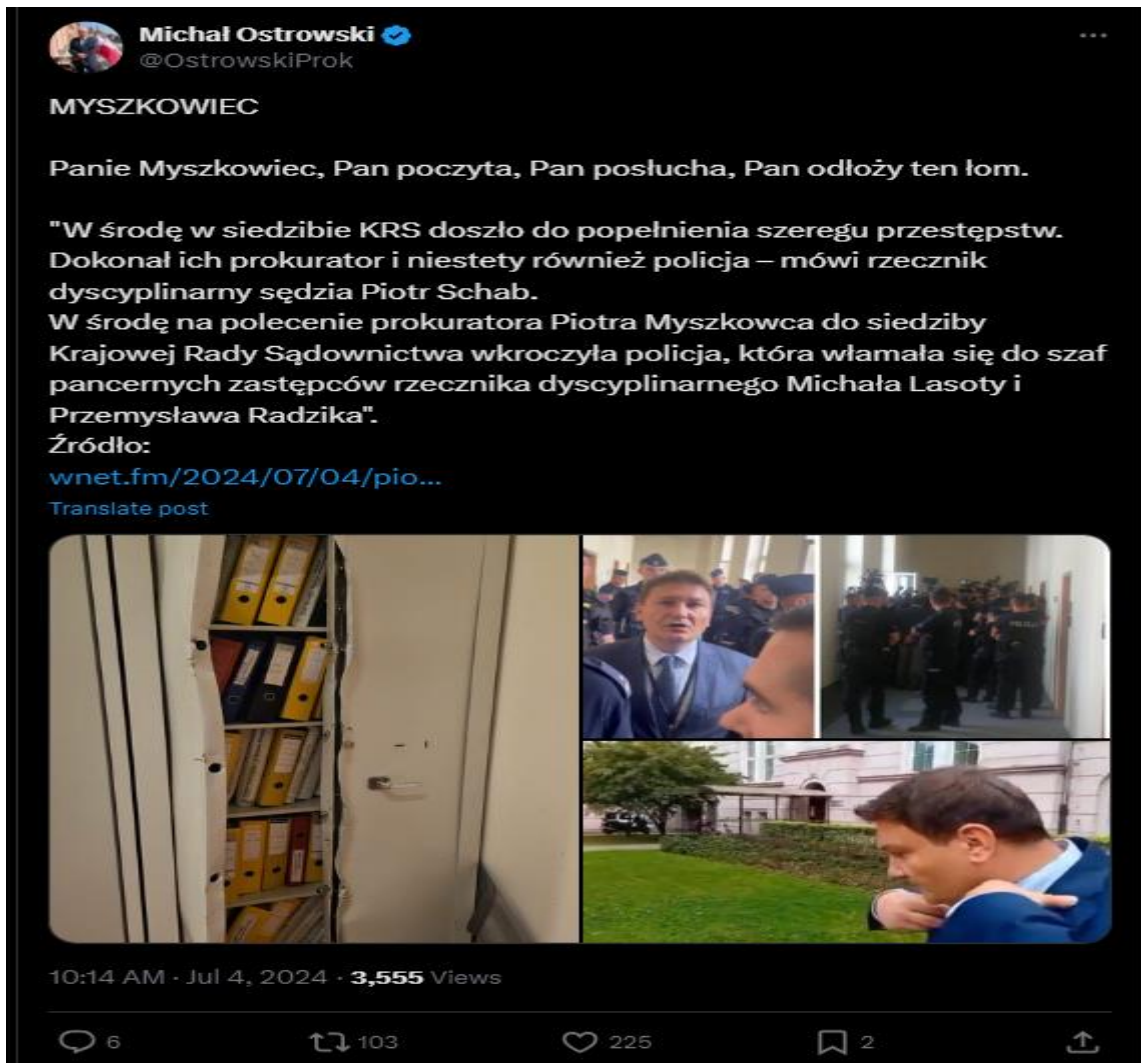 Michał Ostrowski
@OstrowskiProk
MYSZKOWIEC
Panie Myszkowiec, Pan poczyta, Pan posłucha, Pan odłoży ten łom.
"W środę w siedzibie KRS doszło do popełnienia szeregu przestępstw.
Dokonał ich prokurator i niestety również policja – mówi rzecznik
dyscyplinarny sędzia Piotr Schab.
W środę na polecenie prokuratora Piotra Myszkowca do siedziby
Krajowej Rady Sądownictwa wkroczyła policja, która włamała się do szaf
pancernych zastępców rzecznika dyscyplinarnego Michała Lasoty i
Przemysława Radzika".
Źródło:
wnet.fm/2024/07/04/pio...
Translate post
POLICJA
10:14 AM · Jul 4, 2024 · 3,555 Views
6 103 225 2